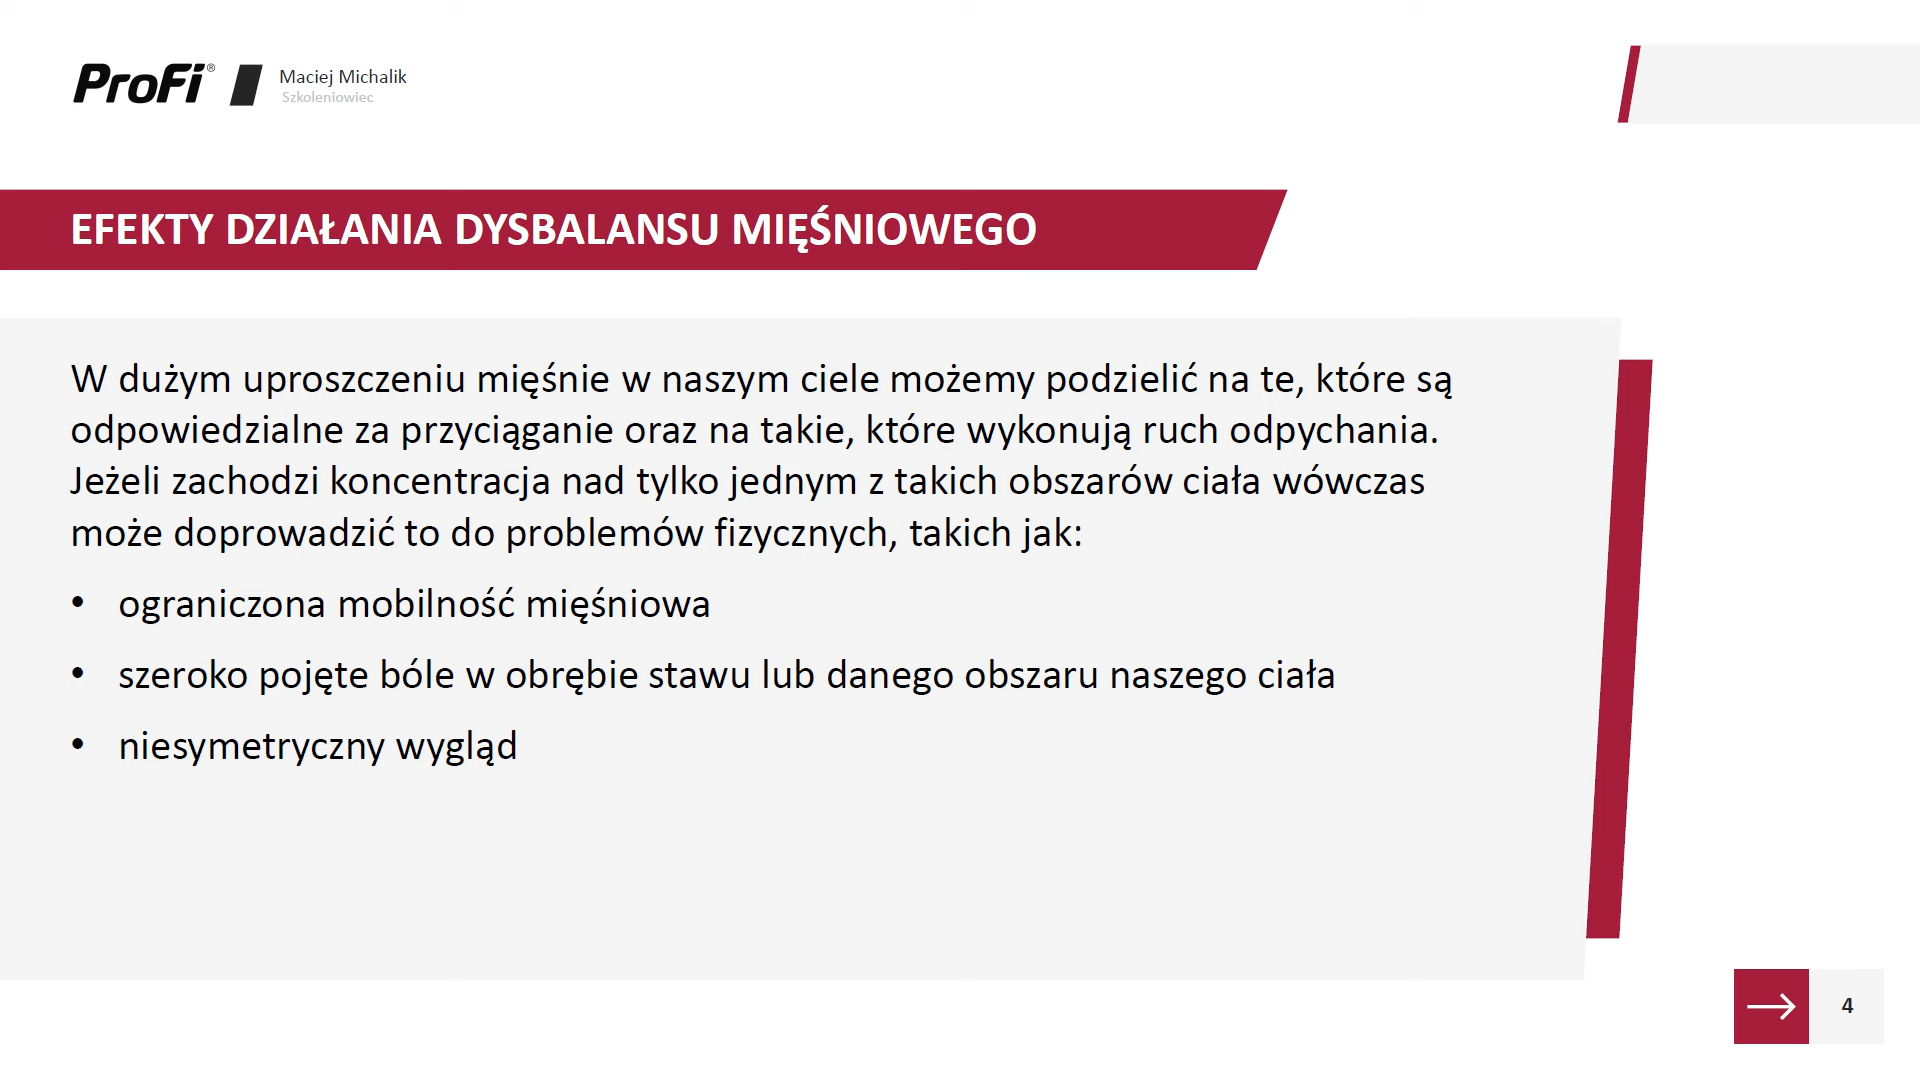 ProFi®
Maciej Michalik
Szkoleniowiec
EFEKTY DZIAŁANIA DYSBALANSU MIĘŚNIOWEGO
W dużym uproszczeniu mięśnie w naszym ciele możemy podzielić na te, które są
odpowiedzialne za przyciąganie oraz na takie, które wykonują ruch odpychania.
Jeżeli zachodzi koncentracja nad tylko jednym z takich obszarów ciała wówczas
może doprowadzić to do problemów fizycznych, takich jak:
• ograniczona mobilność mięśniowa
• szeroko pojęte bóle w obrębie stawu lub danego obszaru naszego ciała
• niesymetryczny wygląd
4